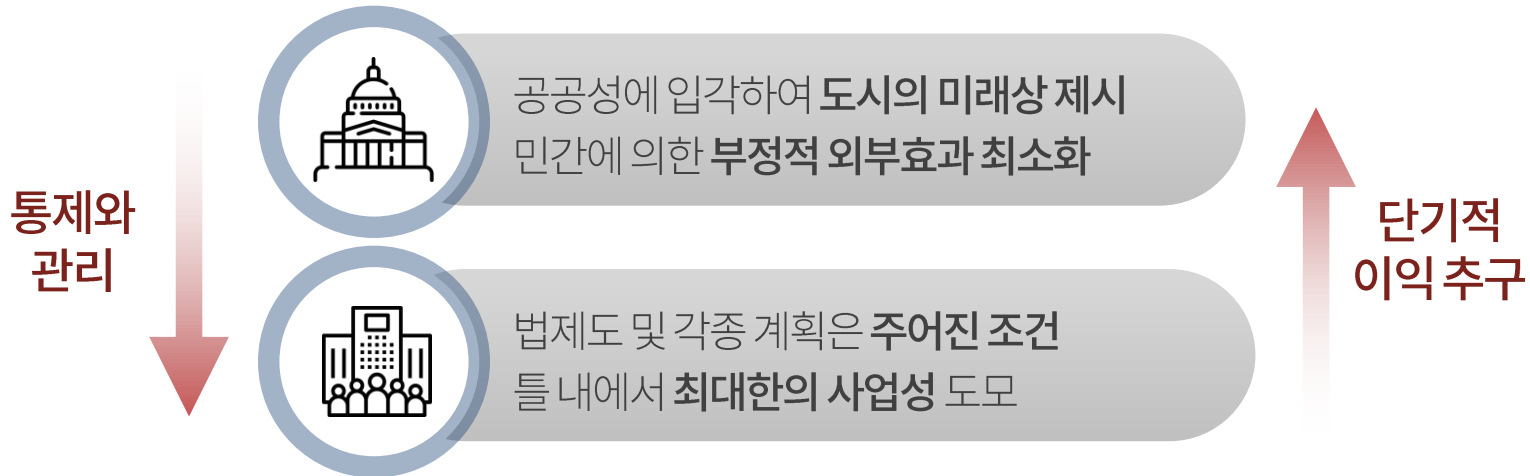 공공성에 입각하여 도시의 미래상 제시
민간에 의한 부정적 외부효과 최소화
통제와
관리
단기적
이익 추구
법제도 및 각종 계획은 주어진 조건
틀 내에서 최대한의 사업성 도모